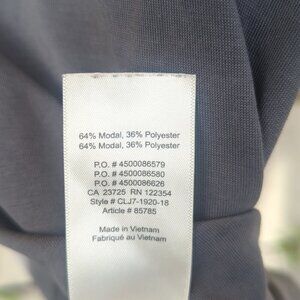 64% Modal, 36% Polyester
64% Modal, 36% Polyester
P.O. # 4500086579
P.O. # 4500086580
P.O. # 4500086626
CA 23725 RN 122354
Style # CLJ7-1920-18
Article # 85785
Made in Vietnam
Fabriqué au Vietnam